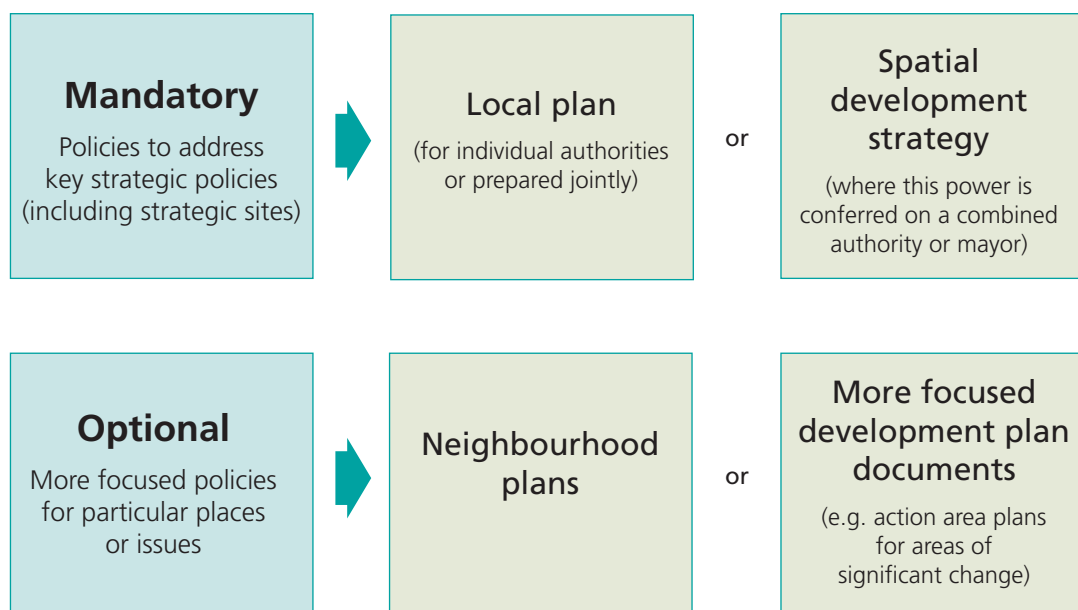 Mandatory
Policies to address
key strategic policies
(including strategic sites)
Local plan
(for individual authorities
or prepared jointly)
or
Spatial
development
strategy
(where this power is
conferred on a combined
authority or mayor)
Optional
More focused policies
for particular places
or issues
Neighbourhood
plans
or
More focused
development plan
documents
(e.g. action area plans
for areas of
significant change)